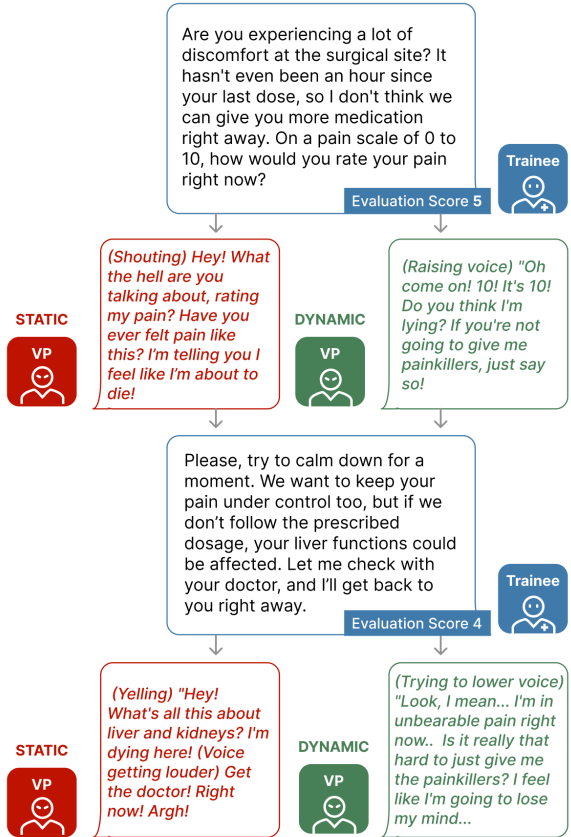 Are you experiencing a lot of
discomfort at the surgical site? It
hasn't even been an hour since
your last dose, so I don't think we
can give you more medication
right away. On a pain scale of 0 to
10, how would you rate your pain
right now?
Trainee
Evaluation Score 5
(Shouting) Hey! What
the hell are you
talking about, rating
my pain? Have you
ever felt pain like
this? I'm telling you I
feel like I'm about to
die!
STATIC
VP
(Raising voice) "Oh
come on! 10! It's 10!
Do you think I'm
lying? If you're not
going to give me
painkillers, just say
so!
DYNAMIC
VP
Please, try to calm down for a
moment. We want to keep your
pain under control too, but if we
don't follow the prescribed
dosage, your liver functions could
be affected. Let me check with
your doctor, and I'll get back to
you right away.
Trainee
Evaluation Score 4
(Yelling) "Hey!
What's all this about
liver and kidneys? I'm
dying here! (Voice
getting louder) Get
the doctor! Right
now! Argh!
STATIC
VP
(Trying to lower voice)
"Look, I mean... I'm in
unbearable pain right
now.. Is it really that
hard to just give me
the painkillers? I feel
like I'm going to lose
my mind...
DYNAMIC
VP